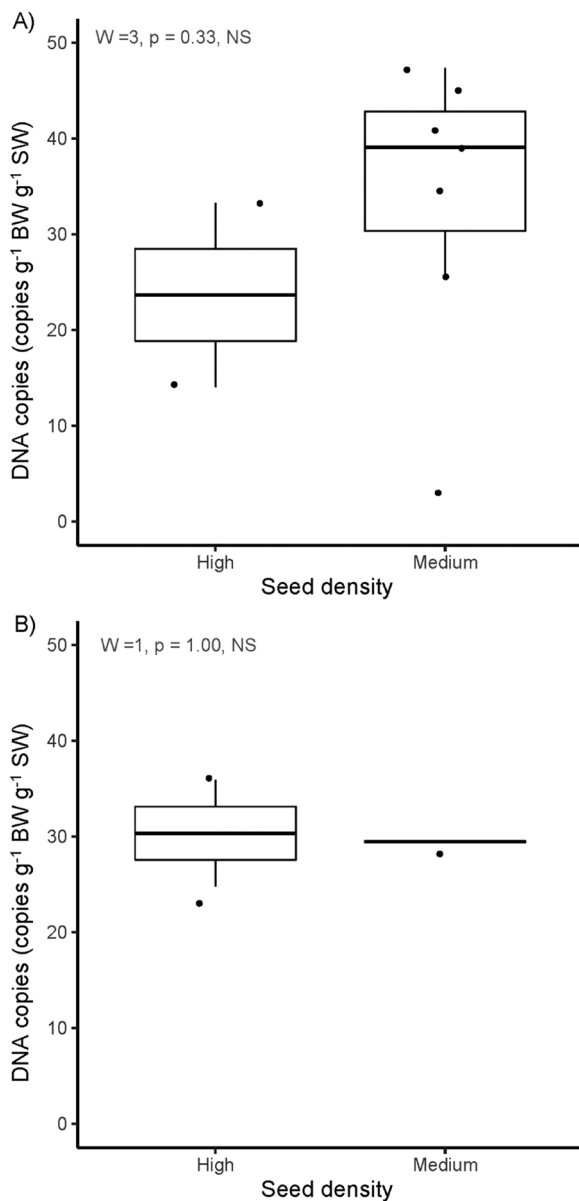 A)
W =3, p = 0.33, NS
50
40
30
20
10
0
DNA copies (copies g⁻¹ BW g⁻¹ SW)
High Medium
Seed density
B)
W =1, p = 1.00, NS
50
40
30
20
10
0
DNA copies (copies g⁻¹ BW g⁻¹ SW)
High Medium
Seed density